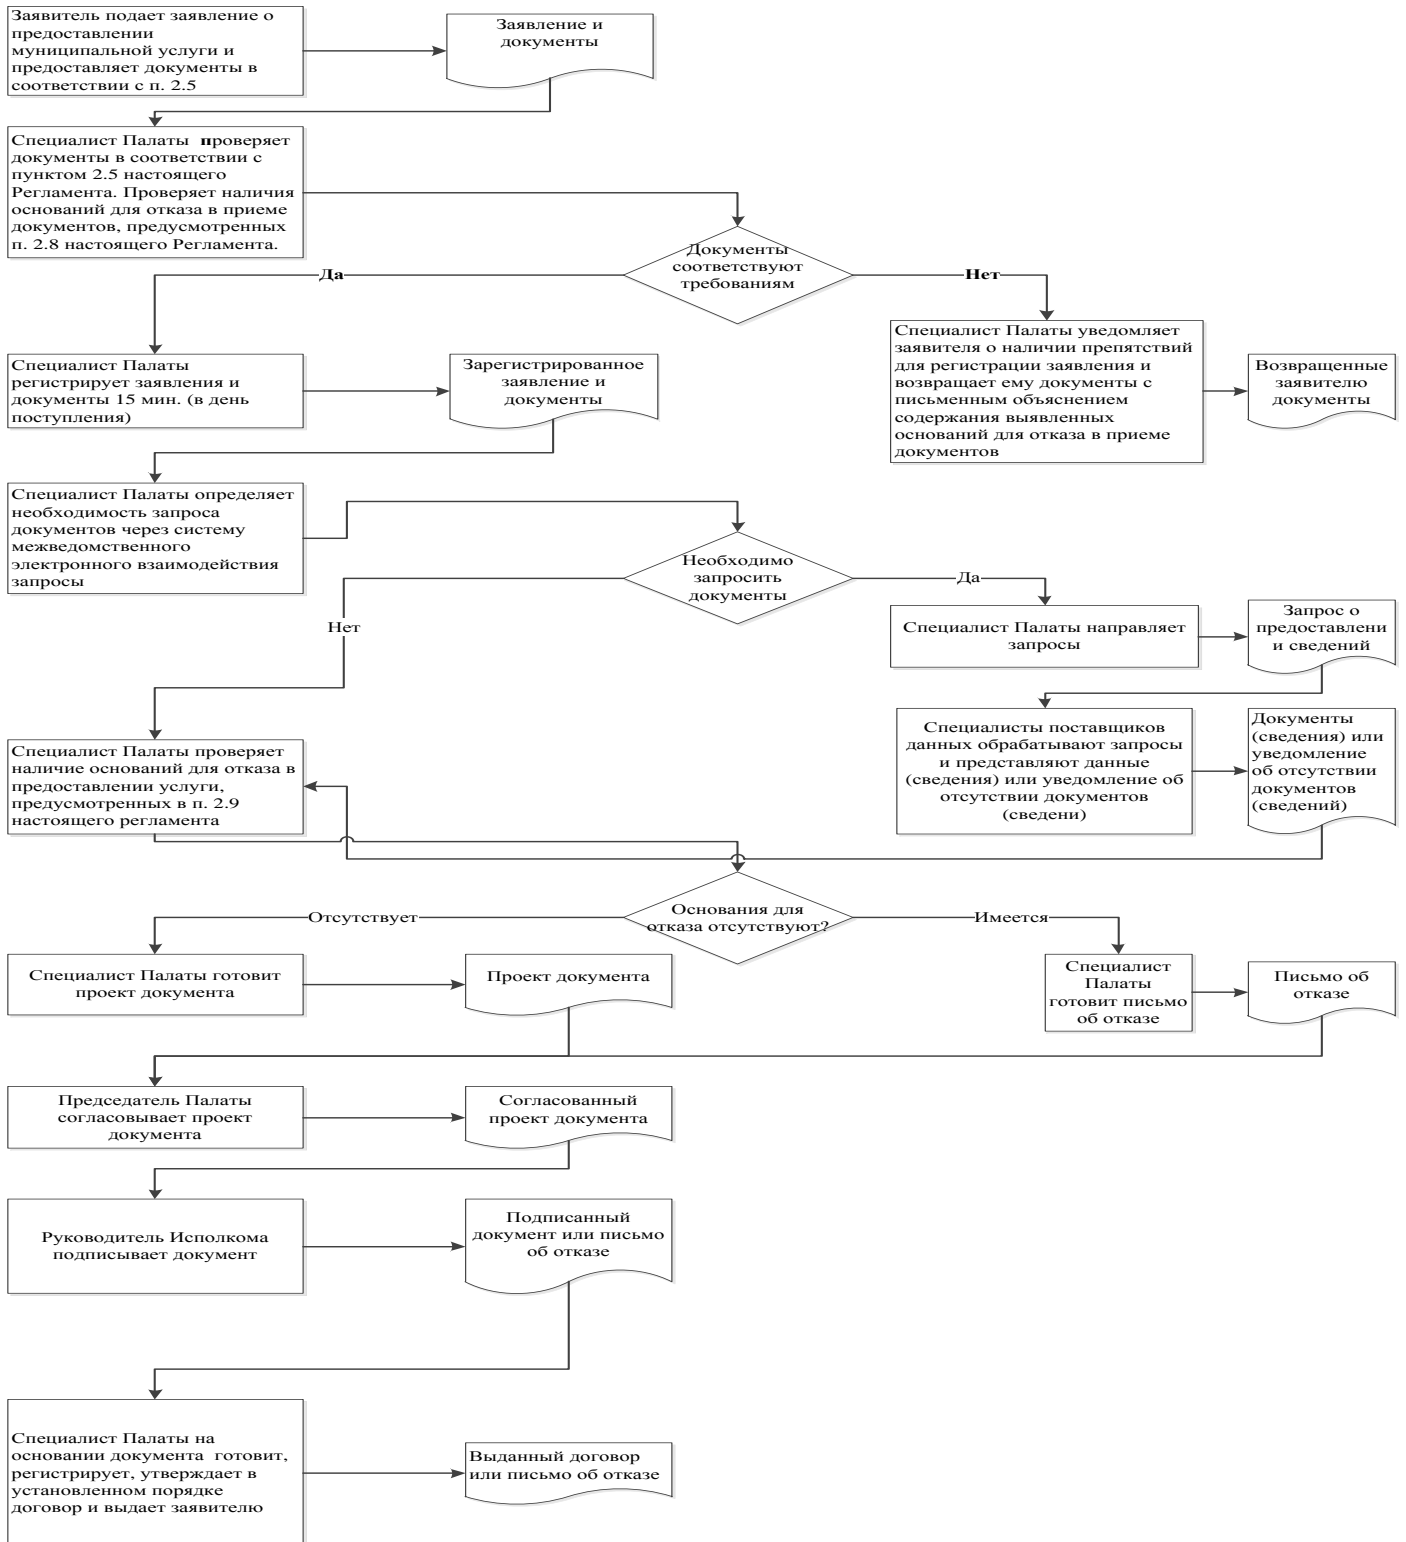 Заявитель подает заявление о
предоставлении
муниципальной услуги и
предоставляет документы в
соответствии с п. 2.5
Заявление и
документы
Специалист Палаты проверяет
документы в соответствии с
пунктом 2.5 настоящего
Регламента. Проверяет наличия
оснований для отказа в приеме
документов, предусмотренных
п. 2.8 настоящего Регламента.
Документы
соответствуют
требованиям
Да
Нет
Специалист Палаты
регистрирует заявления и
документы 15 мин. (в день
поступления)
Зарегистрированное
заявление и
документы
Специалист Палаты уведомляет
заявителя о наличии препятствий
для регистрации заявления и
возвращает ему документы с
письменным объяснением
содержания выявленных
оснований для отказа в приеме
документов
Возвращенные
заявителю
документы
Специалист Палаты определяет
необходимость запроса
документов через систему
межведомственного
электронного взаимодействия
запросы
Необходимо
запросить
документы
Да
Нет
Специалист Палаты направляет
запросы
Запрос о
предоставлени
и сведений
Специалист Палаты проверяет
наличие оснований для отказа в
предоставлении услуги,
предусмотренных в п. 2.9
настоящего регламента
Специалисты поставщиков
данных обрабатывают запросы
и представляют данные
(сведения) или уведомление об
отсутствии документов
(сведени)
Документы
(сведения) или
уведомление
об отсутствии
документов
(сведений)
Основания для
отказа отсутствуют?
Отсутствует
Имеется
Специалист Палаты готовит
проект документа
Проект документа
Специалист
Палаты
готовит письмо
об отказе
Письмо об
отказе
Председатель Палаты
согласовывает проект
документа
Согласованный
проект документа
Руководитель Исполкома
подписывает документ
Подписанный
документ или письмо
об отказе
Специалист Палаты на
основании документа готовит,
регистрирует, утверждает в
установленном порядке
договор и выдает заявителю
Выданный договор
или письмо об отказе